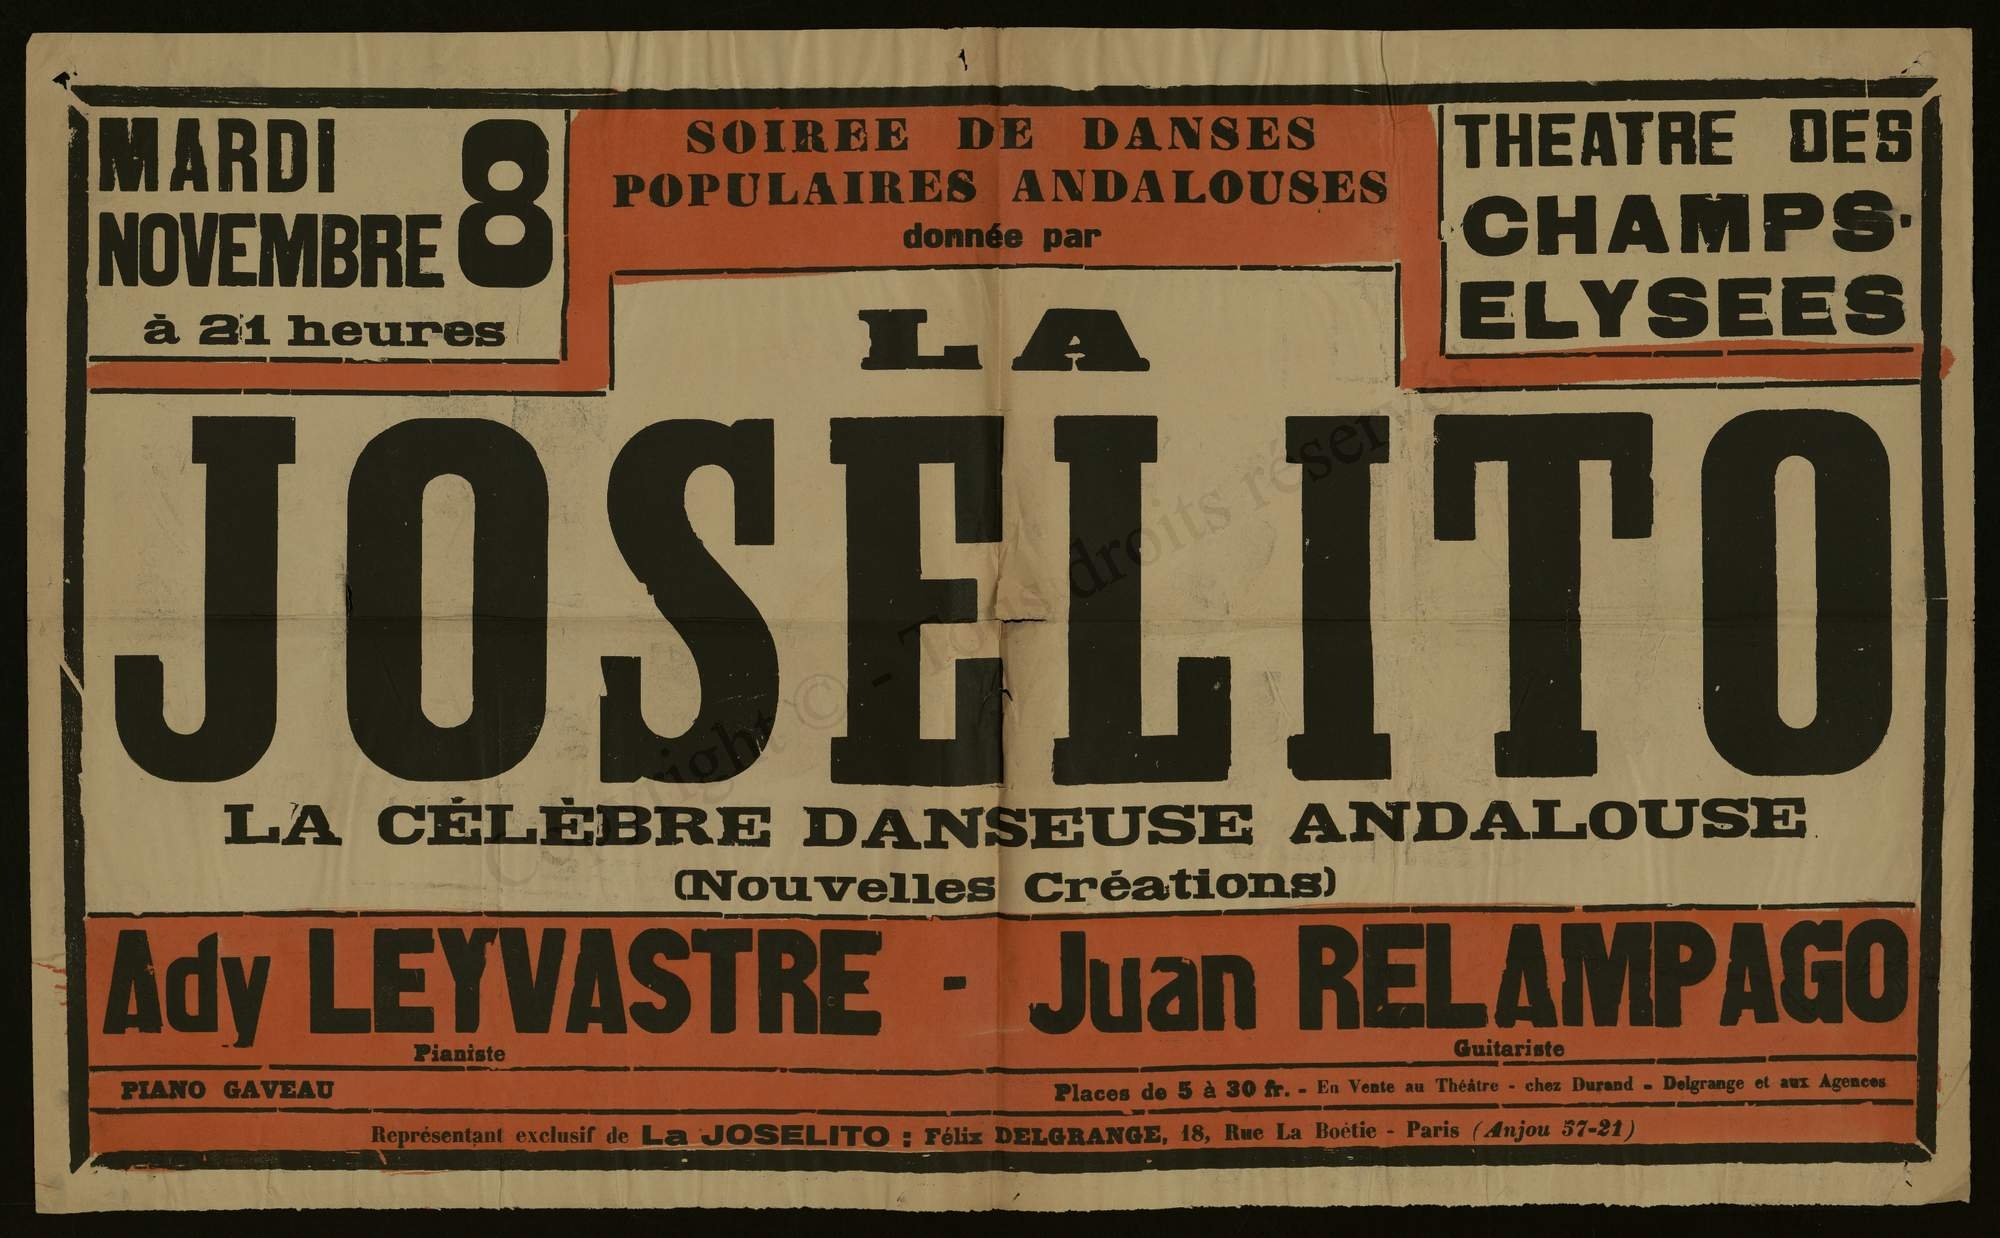 MARDI 8
NOVEMBRE
à 21 heures
SOIREE DE DANSES
POPULAIRES ANDALOUSES
donnée par
THEATRE DES
CHAMPS-
ELYSEES
LA
JOSELITO
LA CÉLÈBRE DANSEUSE ANDALOUSE
(Nouvelles Créations)
Ady LEYVASTRE - Juan RELAMPAGO
Pianiste
Guitariste
PIANO GAVEAU
Places de 5 à 30 fr. - En Vente au Théâtre - chez Durand - Delgrange et aux Agences
Représentant exclusif de La JOSELITO : Félix DELGRANGE, 18, Rue La Boëtie - Paris (Anjou 57-21)
Copyright © - Tous droits réservés.